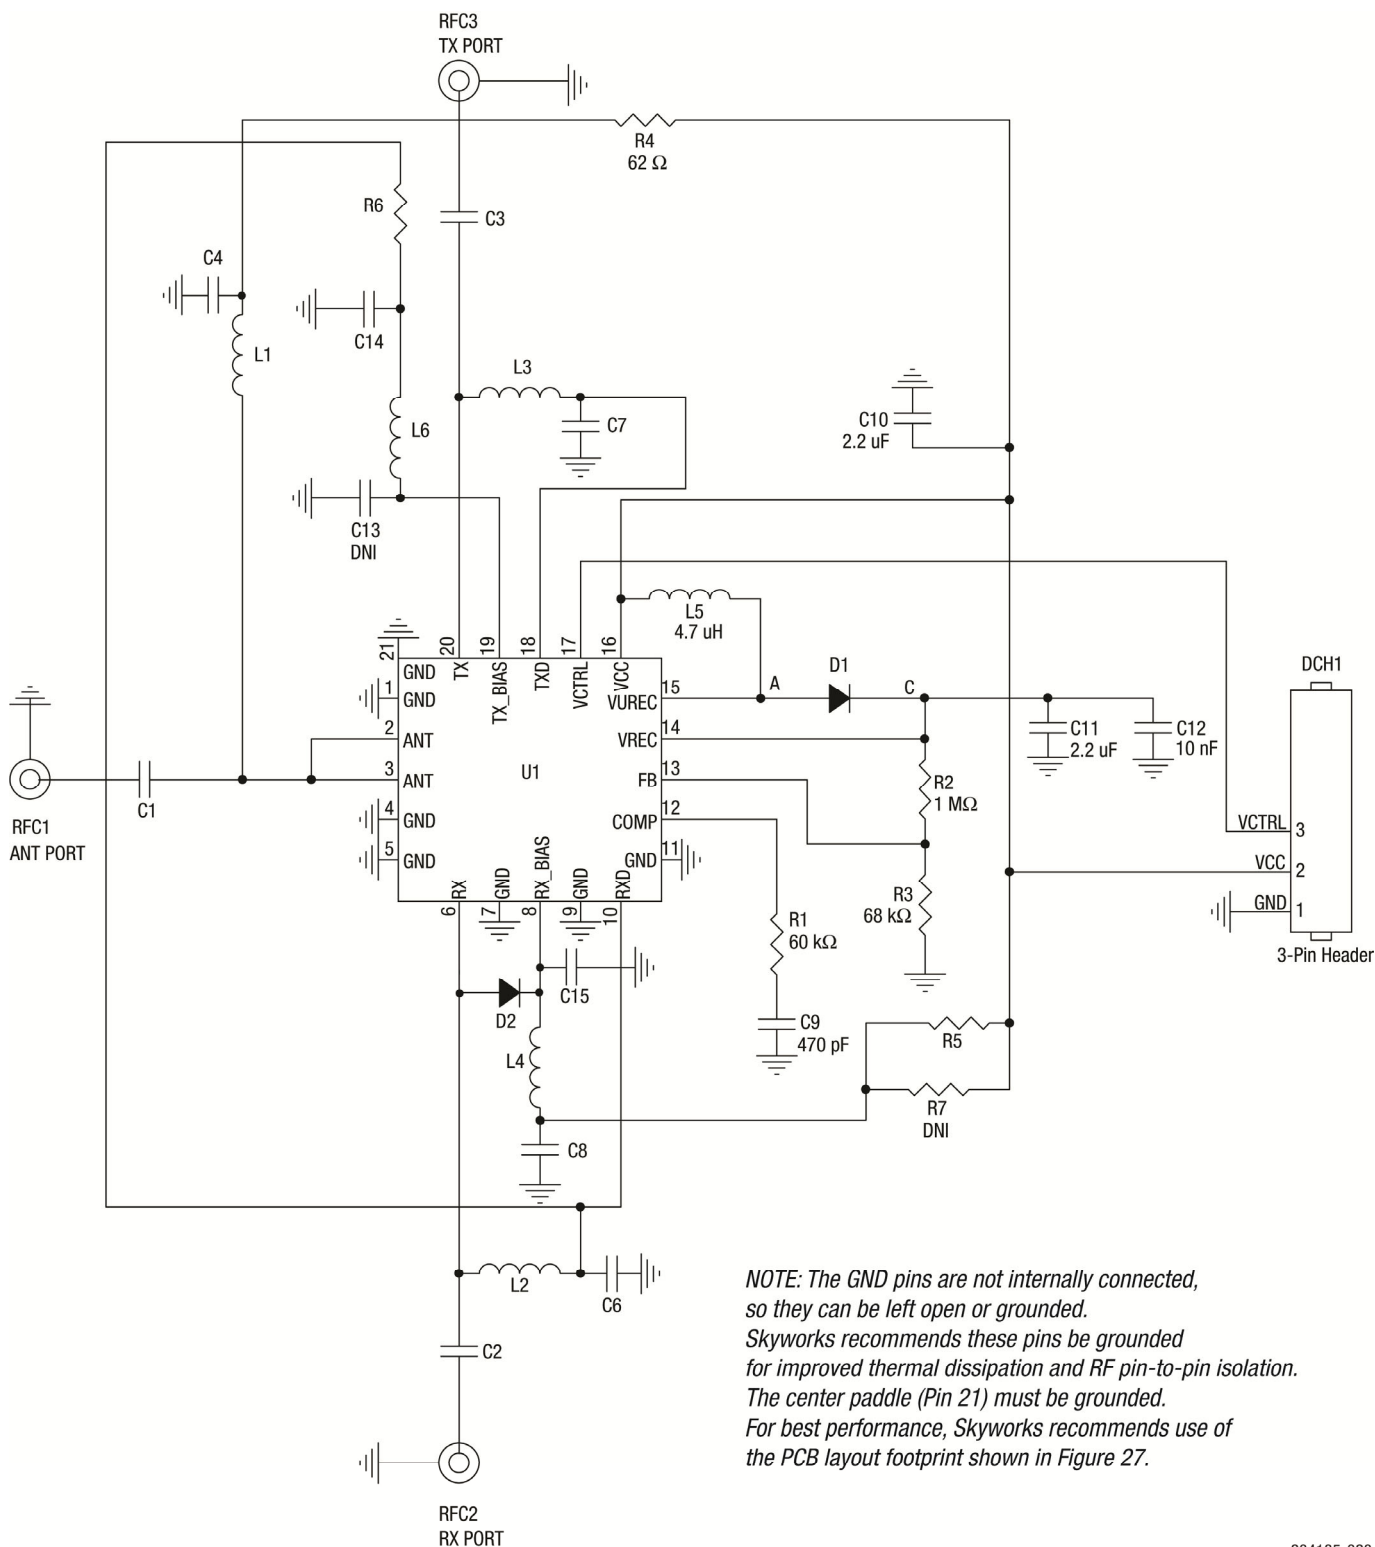 RFC3
TX PORT
R4
62 Ω
R6
C3
C4
C14
L1
L3
C7
C10
2.2 uF
L6
C13
DNI
L5
4.7 uH
21
20
19
18
17
16
GND
TX
TX_BIAS
TXD
VCTRL
VCC
1
GND
15
VUREC
A
D1
C
DCH1
2
ANT
14
VREC
C11
2.2 uF
C12
10 nF
3
ANT
U1
13
FB
R2
1 MΩ
C1
RFC1
ANT PORT
4
GND
12
COMP
VCTRL
3
5
GND
11
GND
VCC
2
RX
GND
RX_BIAS
GND
RXD
6
7
8
9
10
R3
68 kΩ
GND
1
R1
60 kΩ
3-Pin Header
C15
D2
C9
470 pF
R5
L4
R7
DNI
C8
L2
C6
C2
NOTE: The GND pins are not internally connected,
so they can be left open or grounded.
Skyworks recommends these pins be grounded
for improved thermal dissipation and RF pin-to-pin isolation.
The center paddle (Pin 21) must be grounded.
For best performance, Skyworks recommends use of
the PCB layout footprint shown in Figure 27.
RFC2
RX PORT